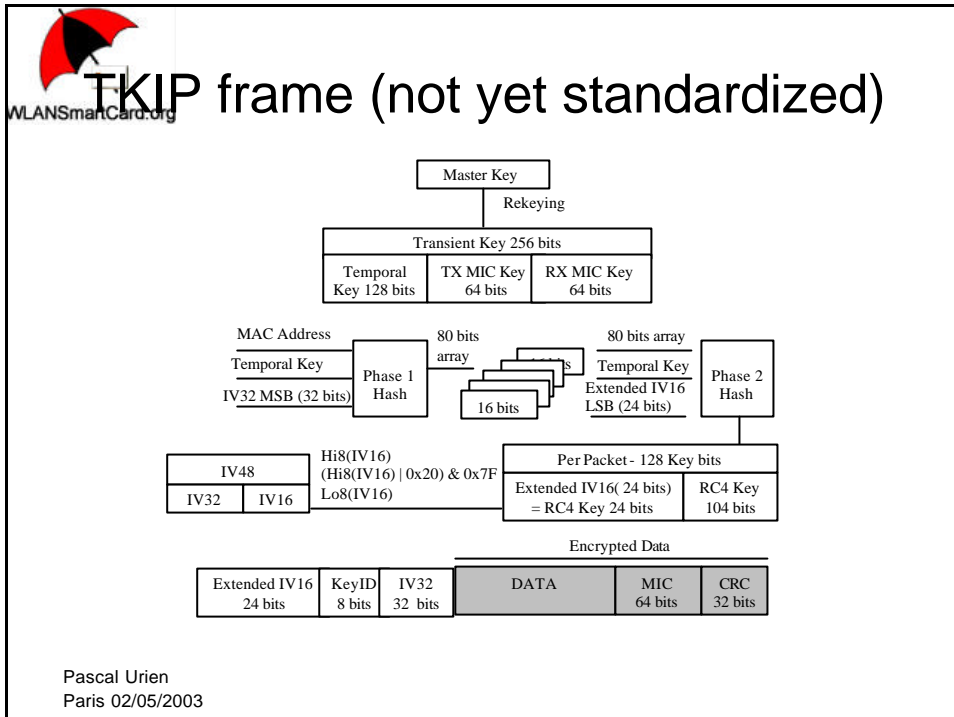 WLANSmartCard.org
TKIP frame (not yet standardized)
Master Key
Rekeying
Transient Key 256 bits
Temporal
Key 128 bits
TX MIC Key
64 bits
RX MIC Key
64 bits
MAC Address
Temporal Key
IV32 MSB (32 bits)
Phase 1
Hash
80 bits
array
16 bits
80 bits array
Temporal Key
Extended IV16
LSB (24 bits)
Phase 2
Hash
IV48
IV32
IV16
Hi8(IV16)
(Hi8(IV16) | 0x20) & 0x7F
Lo8(IV16)
Per Packet - 128 Key bits
Extended IV16( 24 bits)
= RC4 Key 24 bits
RC4 Key
104 bits
Encrypted Data
Extended IV16
24 bits
KeyID
8 bits
IV32
32 bits
DATA
MIC
64 bits
CRC
32 bits
Pascal Urien
Paris 02/05/2003